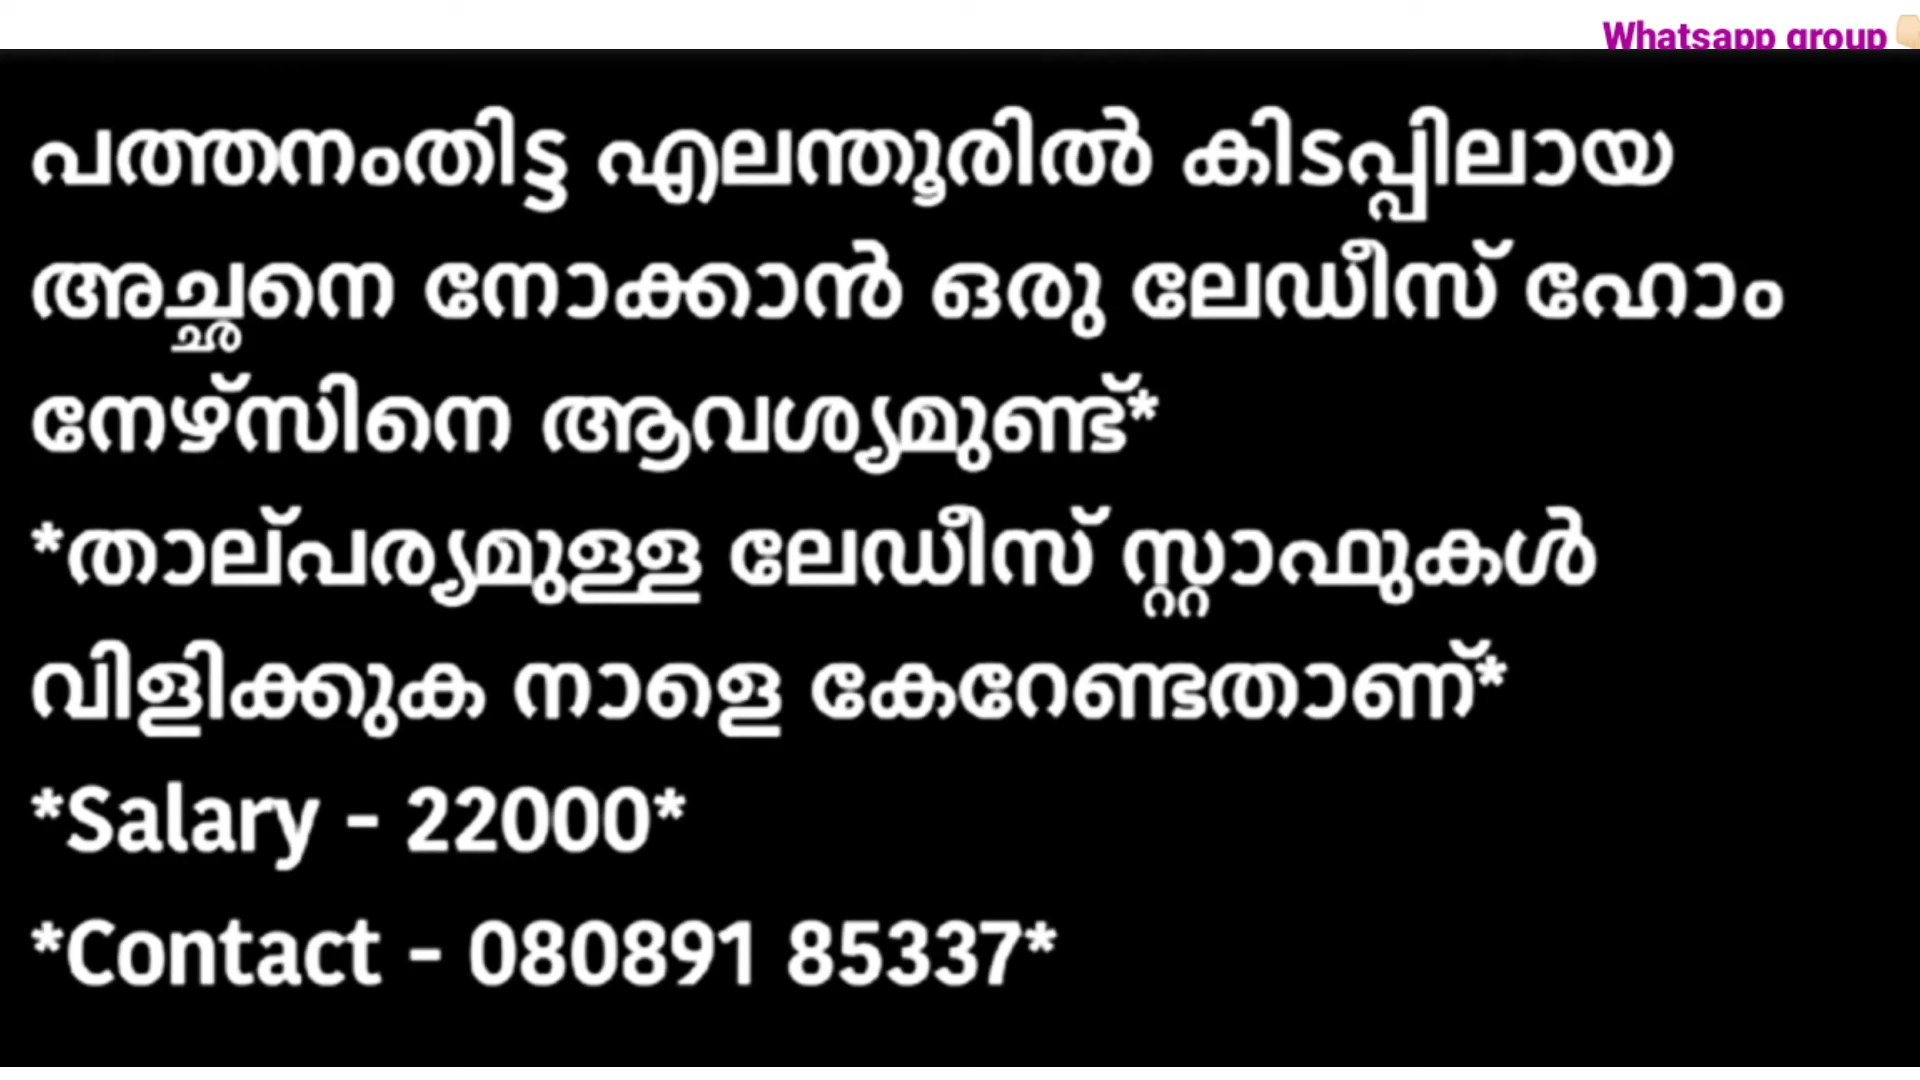 Whatsapp group
പത്തനംതിട്ട എലന്തൂരിൽ കിടപ്പിലായ
അച്ഛനെ നോക്കാൻ ഒരു ലേഡീസ് ഹോം
നേഴ്സിനെ ആവശ്യമുണ്ട്*
*താല്പര്യമുള്ള ലേഡീസ് സ്റ്റാഫുകൾ
വിളിക്കുക നാളെ കേറേണ്ടതാണ്*
*Salary - 22000*
*Contact - 080891 85337*